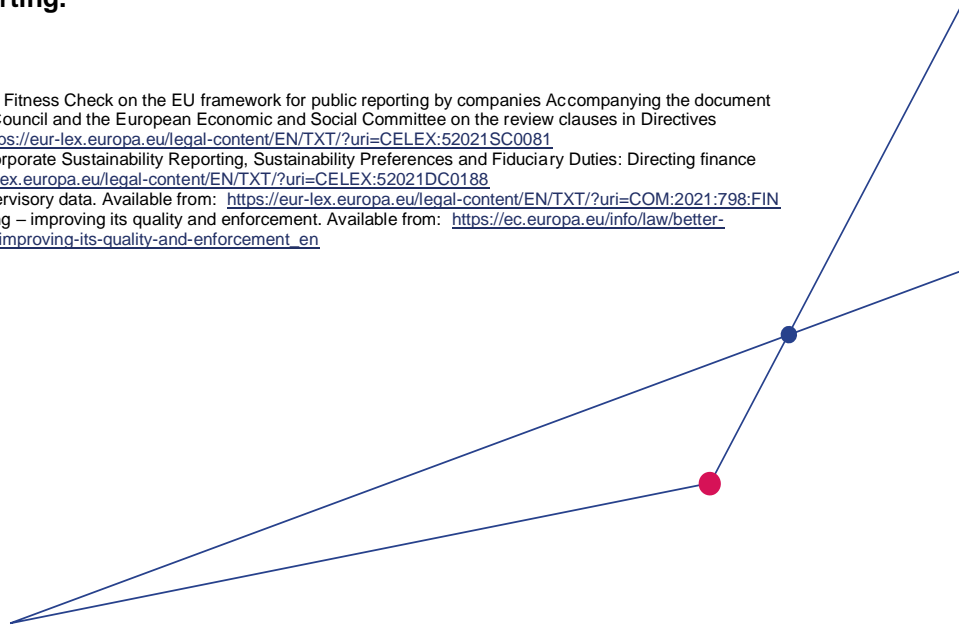 rting.
Fitness Check on the EU framework for public reporting by companies Accompanying the document
Council and the European Economic and Social Committee on the review clauses in Directives
ps://eur-lex.europa.eu/legal-content/EN/TXT/?uri=CELEX:52021SC0081
rporate Sustainability Reporting, Sustainability Preferences and Fiduciary Duties: Directing finance
ex.europa.eu/legal-content/EN/TXT/?uri=CELEX:52021DC0188
ervisory data. Available from: https://eur-lex.europa.eu/legal-content/EN/TXT/?uri=COM:2021:798:FIN
ng – improving its quality and enforcement. Available from: https://ec.europa.eu/info/law/better-
improving-its-quality-and-enforcement_en